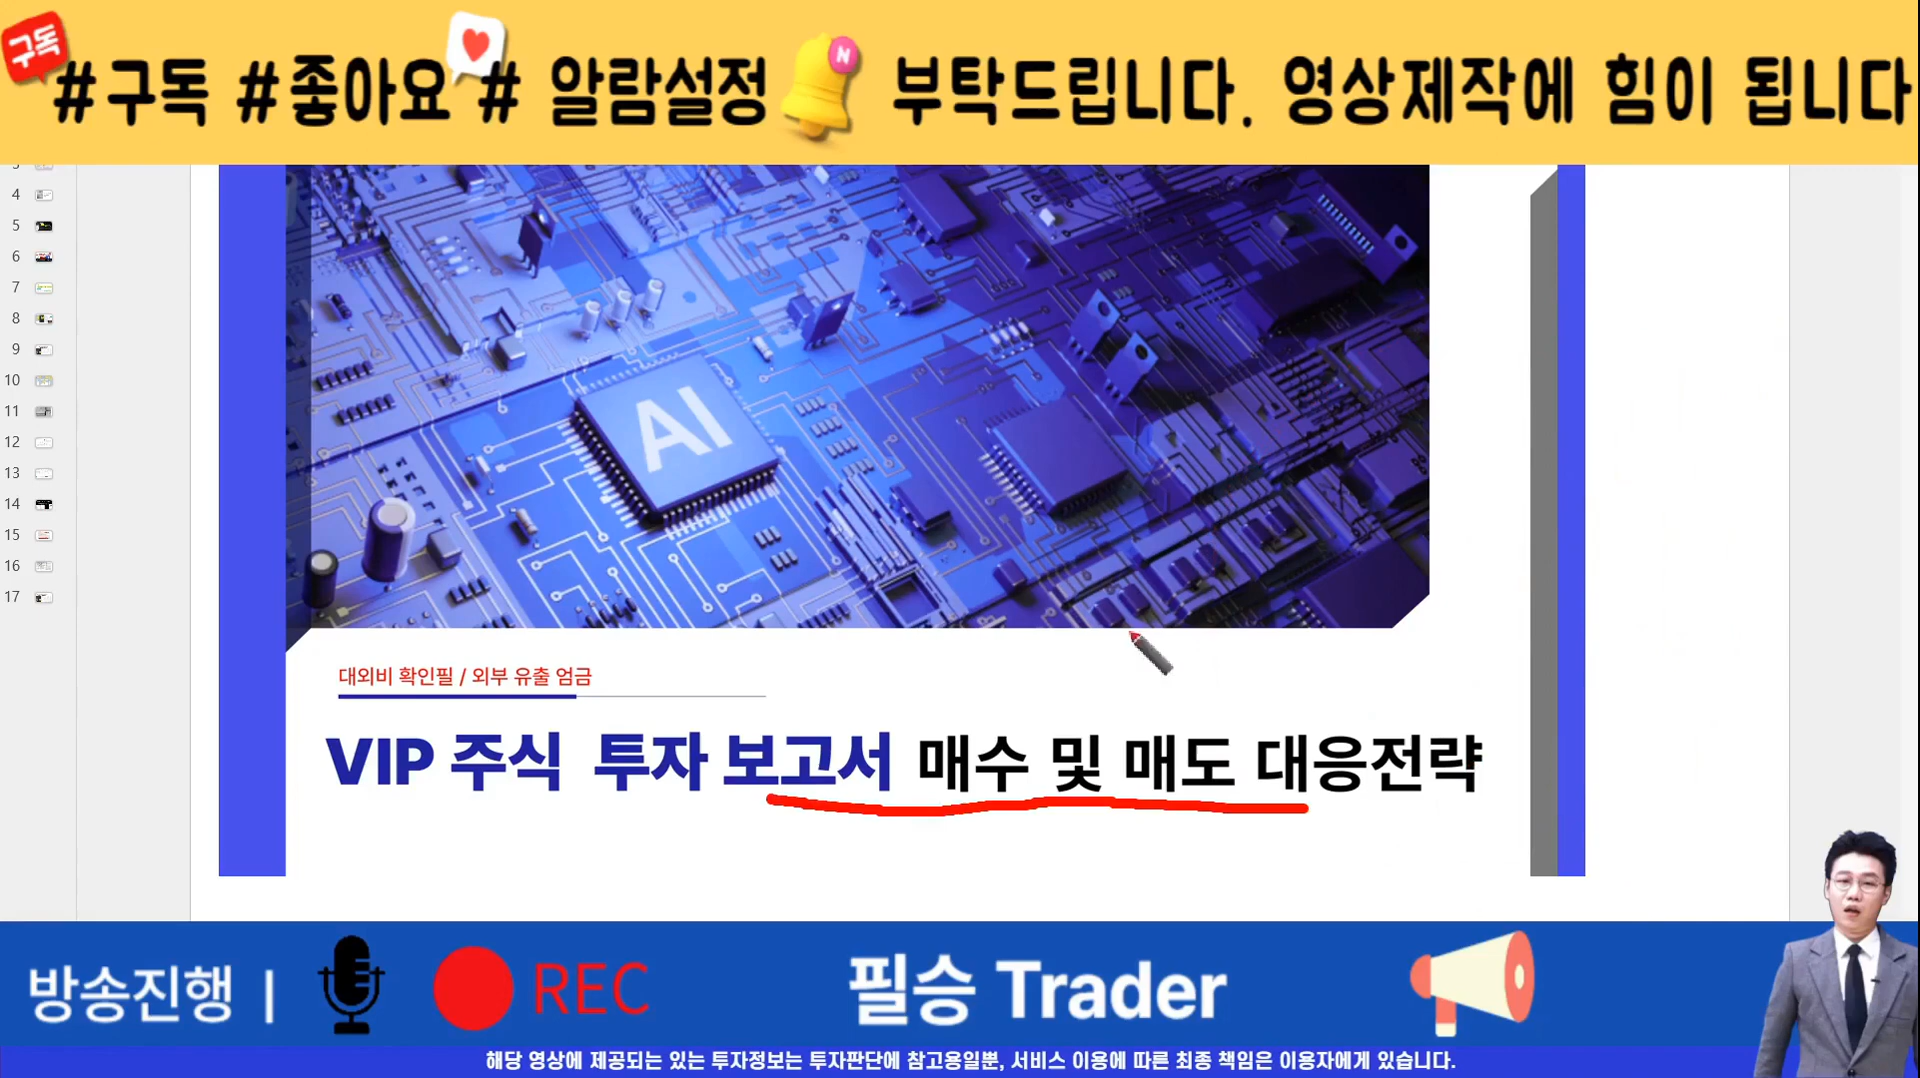 구독
#구독 #좋아요 # 알람설정 N 부탁드립니다. 영상제작에 힘이 됩니다
4
5
6
7
8
9
10
11
12
13
14
15
16
17
AI
대외비 확인필 / 외부 유출 엄금
VIP 주식 투자 보고서 매수 및 매도 대응전략
방송진행 | REC 필승 Trader
해당 영상에 제공되는 있는 투자정보는 투자판단에 참고용일뿐, 서비스 이용에 따른 최종 책임은 이용자에게 있습니다.